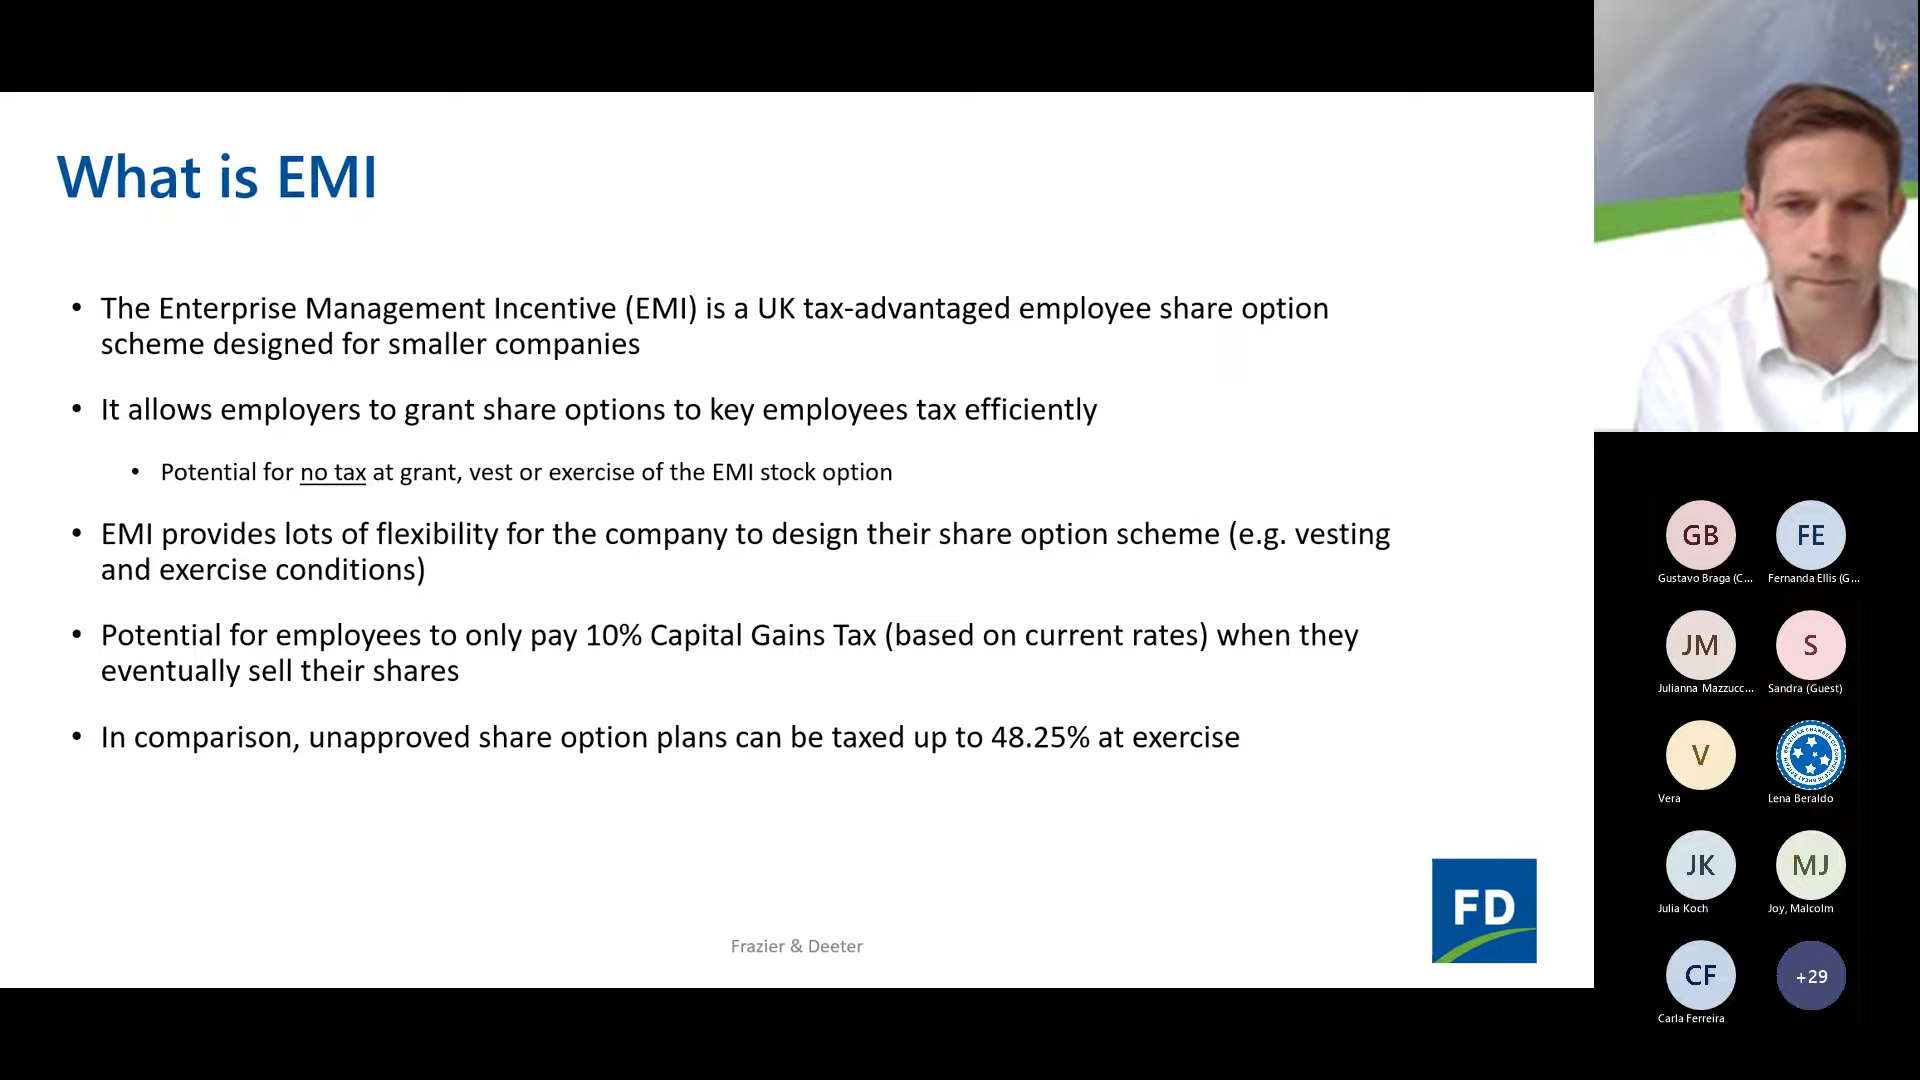 What is EMI
• The Enterprise Management Incentive (EMI) is a UK tax-advantaged employee share option
scheme designed for smaller companies
• It allows employers to grant share options to key employees tax efficiently
• Potential for no tax at grant, vest or exercise of the EMI stock option
• EMI provides lots of flexibility for the company to design their share option scheme (e.g. vesting
and exercise conditions)
• Potential for employees to only pay 10% Capital Gains Tax (based on current rates) when they
eventually sell their shares
• In comparison, unapproved share option plans can be taxed up to 48.25% at exercise
Frazier & Deeter
FD
GB
FE
Gustavo Braga (C...
Fernanda Ellis (G...
JM
S
Julianna Mazzucc...
Sandra (Guest)
V
Vera
Lena Beraldo
JK
MJ
Julia Koch
Joy, Malcolm
CF
+29
Carla Ferreira